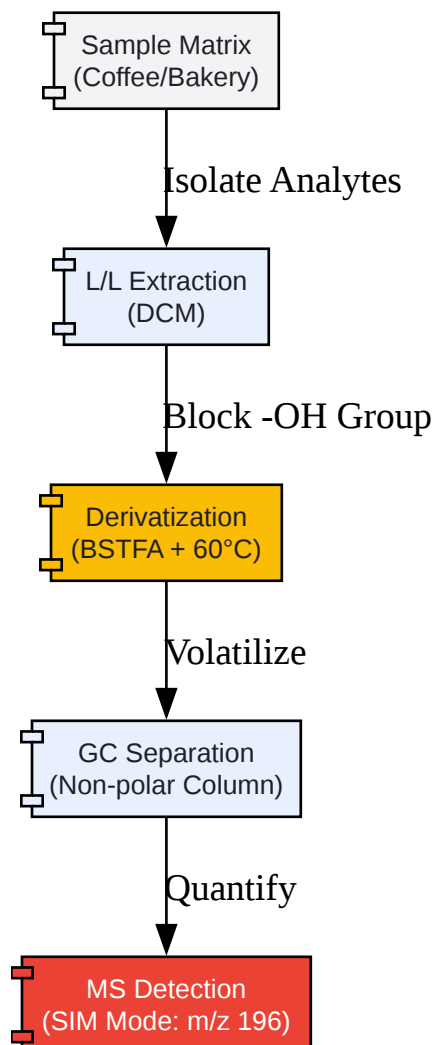 Sample Matrix
(Coffee/Bakery)
Isolate Analytes
L/L Extraction
(DCM)
Block -OH Group
Derivatization
(BSTFA + 60°C)
Volatilize
GC Separation
(Non-polar Column)
Quantify
MS Detection
(SIM Mode: m/z 196)